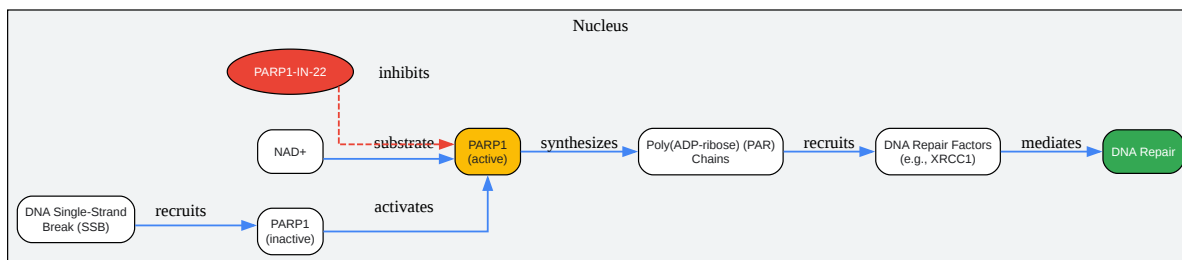 Nucleus
PARP1-IN-22
inhibits
NAD+
substrate
PARP1
(active)
synthesizes
Poly(ADP-ribose) (PAR)
Chains
recruits
DNA Repair Factors
(e.g., XRCC1)
mediates
DNA Repair
DNA Single-Strand
Break (SSB)
recruits
PARP1
(inactive)
activates